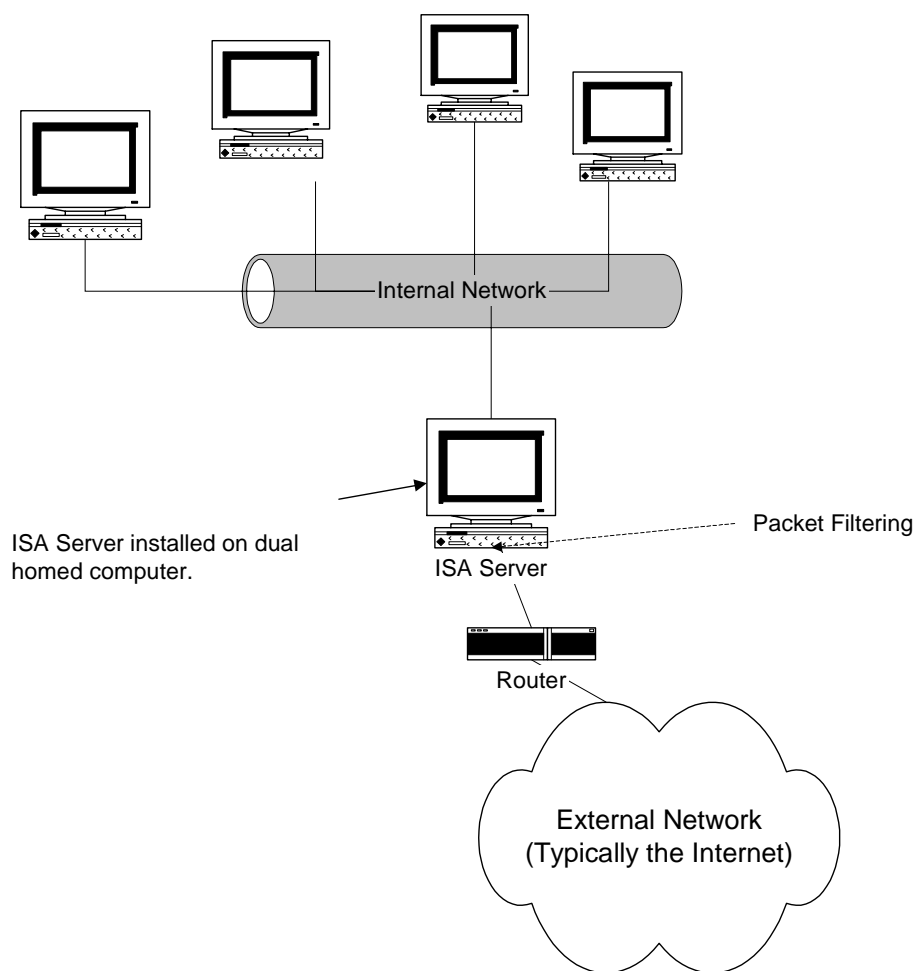 Internal Network
ISA Server installed on dual
homed computer.
Packet Filtering
ISA Server
Router
External Network
(Typically the Internet)